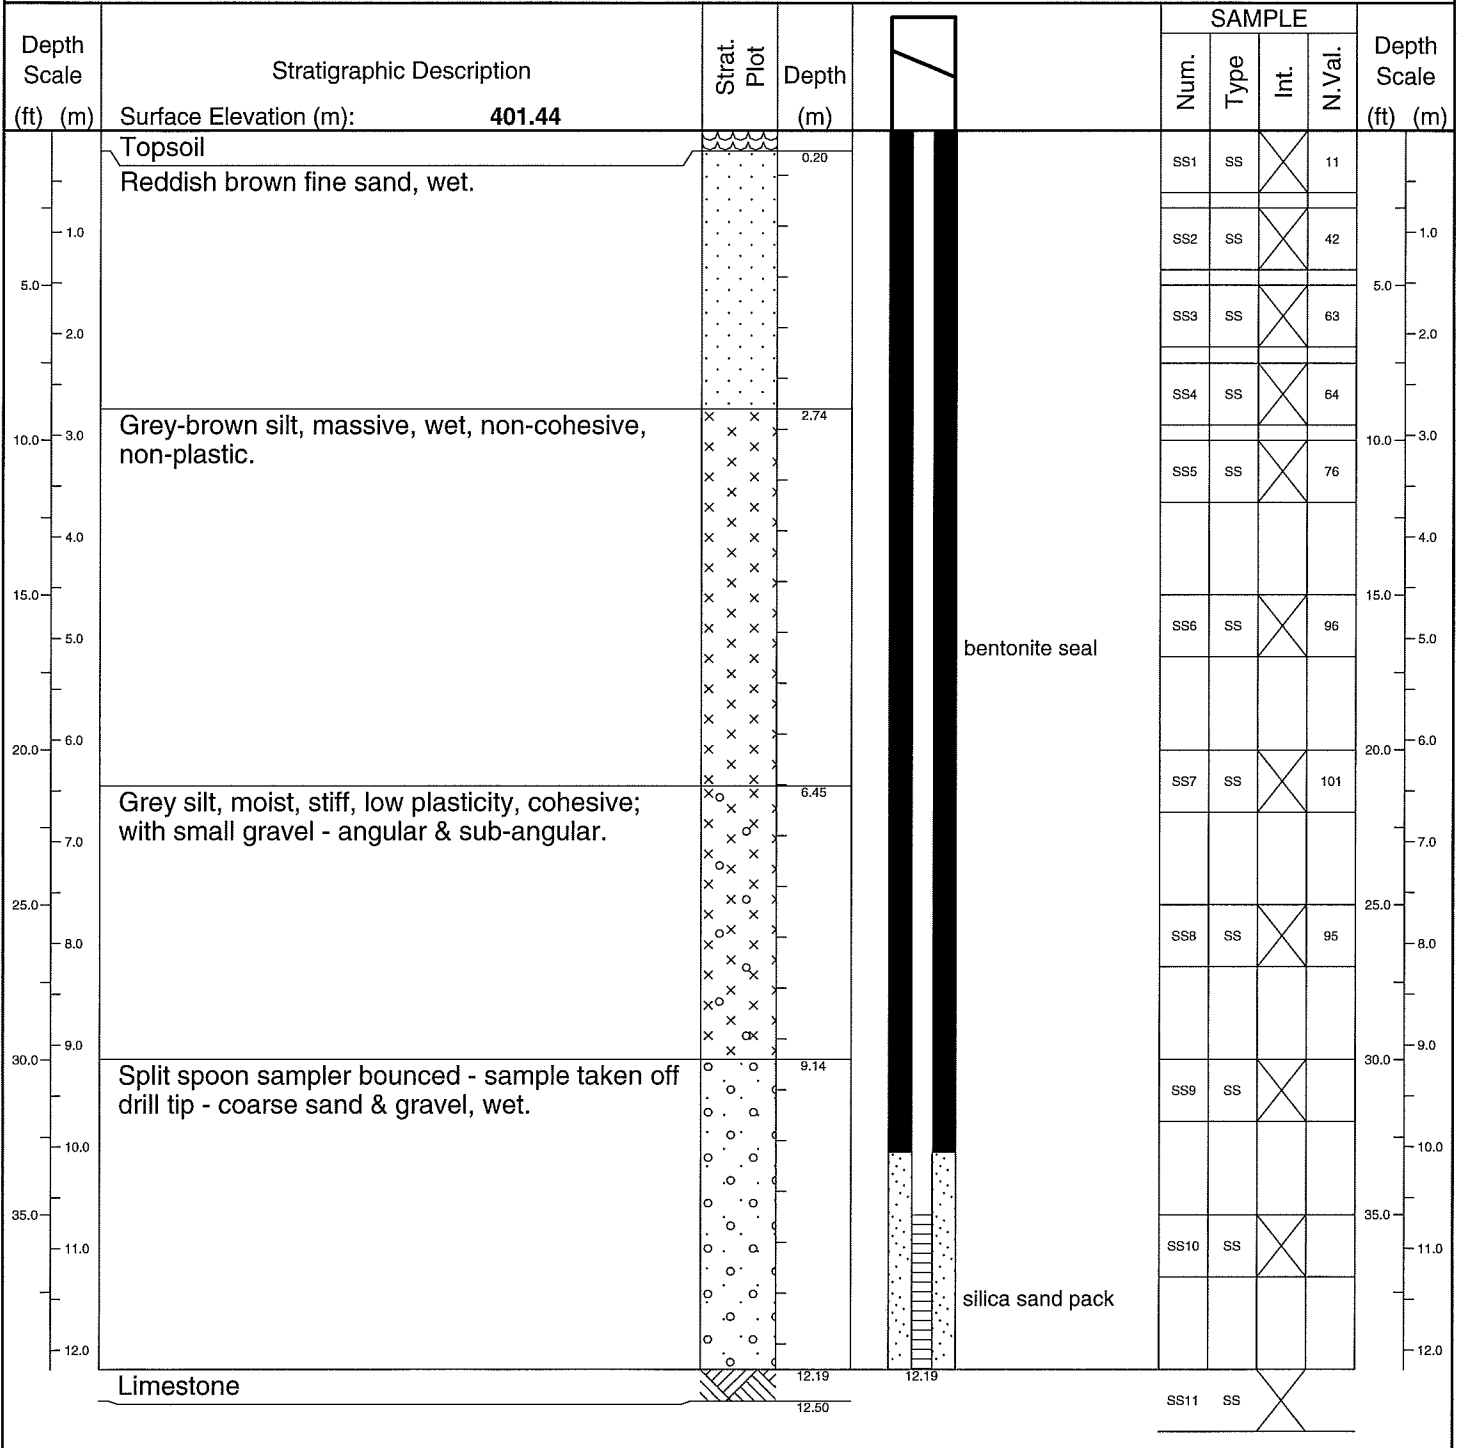 SAMPLE
Depth Scale (ft) (m)
Stratigraphic Description
Surface Elevation (m): 401.44
Strat. Plot
Depth (m)
Num.
Type
Int.
N.Val.
Depth Scale (ft) (m)
Topsoil
0.20
Reddish brown fine sand, wet.
SS1 SS 11
1.0
SS2 SS 42
1.0
5.0
5.0
SS3 SS 63
2.0
2.0
SS4 SS 64
Grey-brown silt, massive, wet, non-cohesive,
non-plastic.
2.74
10.0 3.0
10.0 3.0
SS5 SS 76
4.0
4.0
15.0
15.0
SS6 SS 96
5.0
5.0
bentonite seal
6.0
6.0
20.0
20.0
SS7 SS 101
Grey silt, moist, stiff, low plasticity, cohesive;
with small gravel - angular & sub-angular.
6.45
7.0
7.0
25.0
25.0
SS8 SS 95
8.0
8.0
9.0
9.0
30.0
30.0
Split spoon sampler bounced - sample taken off
drill tip - coarse sand & gravel, wet.
9.14
SS9 SS
10.0
10.0
35.0
35.0
SS10 SS
11.0
11.0
silica sand pack
12.0
12.0
Limestone
12.19
12.19
SS11 SS
12.50